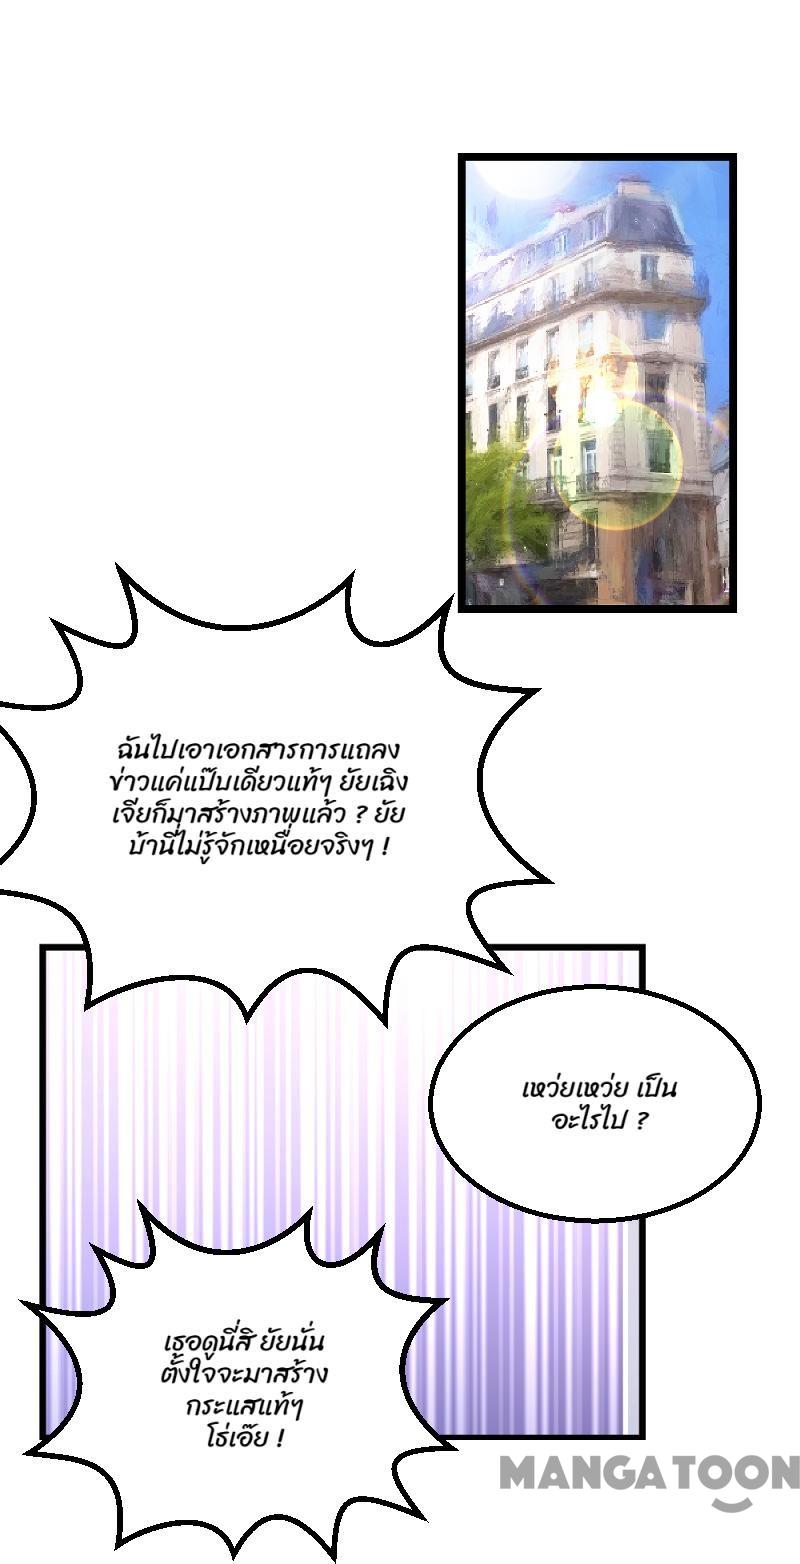 ฉันไปเอาเอกสารการแถลง
ข่าวแค่แป๊บเดียวแท้ๆ ยัยเฉิง
เจียก็มาสร้างภาพแล้ว ? ยัย
บ้านี่ไม่รู้จักเหนื่อยจริงๆ !
เหว่ยเหว่ย เป็น
อะไรไป ?
เธอดูนี่สิ ยัยนั่น
ตั้งใจจะมาสร้าง
กระแสแท้ๆ
โธ่เอ๊ย !
MANGATOON